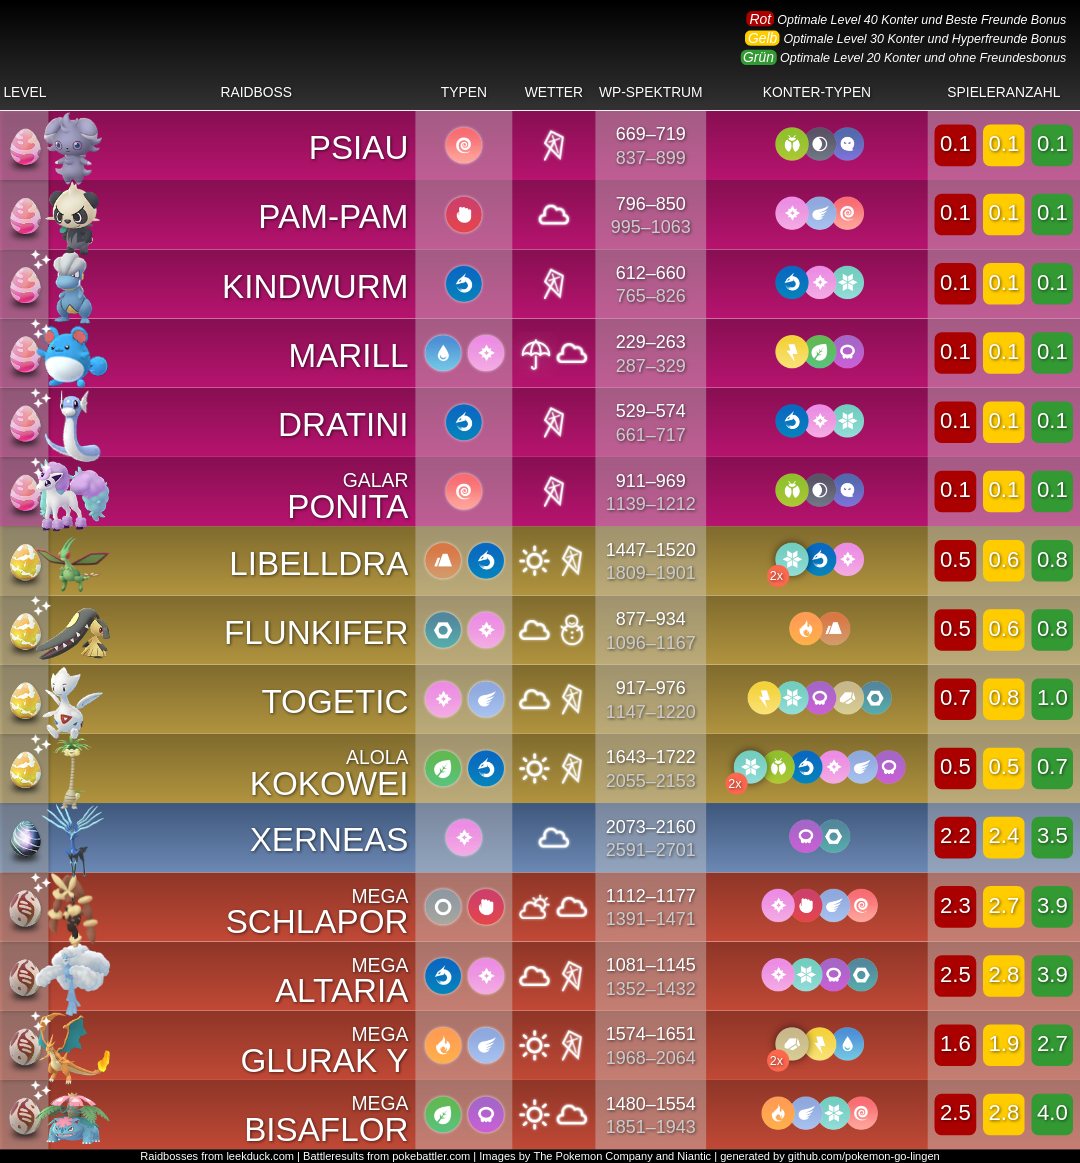 Rot Optimale Level 40 Konter und Beste Freunde Bonus
Gelb Optimale Level 30 Konter und Hyperfreunde Bonus
Grün Optimale Level 20 Konter und ohne Freundesbonus
LEVEL RAIDBOSS TYPEN WETTER WP-SPEKTRUM KONTER-TYPEN SPIELERANZAHL
PSIAU 669–719 0.1 0.1 0.1
837–899
PAM-PAM 796–850 0.1 0.1 0.1
995–1063
KINDWURM 612–660 0.1 0.1 0.1
765–826
MARILL 229–263 0.1 0.1 0.1
287–329
DRATINI 529–574 0.1 0.1 0.1
661–717
GALAR
PONITA 911–969 0.1 0.1 0.1
1139–1212
LIBELLDRA 1447–1520 0.5 0.6 0.8
1809–1901 2x
FLUNKIFER 877–934 0.5 0.6 0.8
1096–1167
TOGETIC 917–976 0.7 0.8 1.0
1147–1220
ALOLA
KOKOWEI 1643–1722 0.5 0.5 0.7
2055–2153 2x
XERNEAS 2073–2160 2.2 2.4 3.5
2591–2701
MEGA
SCHLAPOR 1112–1177 2.3 2.7 3.9
1391–1471
MEGA
ALTARIA 1081–1145 2.5 2.8 3.9
1352–1432
MEGA
GLURAK Y 1574–1651 1.6 1.9 2.7
1968–2064 2x
MEGA
BISAFLOR 1480–1554 2.5 2.8 4.0
1851–1943
Raidbosses from leekduck.com | Battleresults from pokebattler.com | Images by The Pokemon Company and Niantic | generated by github.com/pokemon-go-lingen